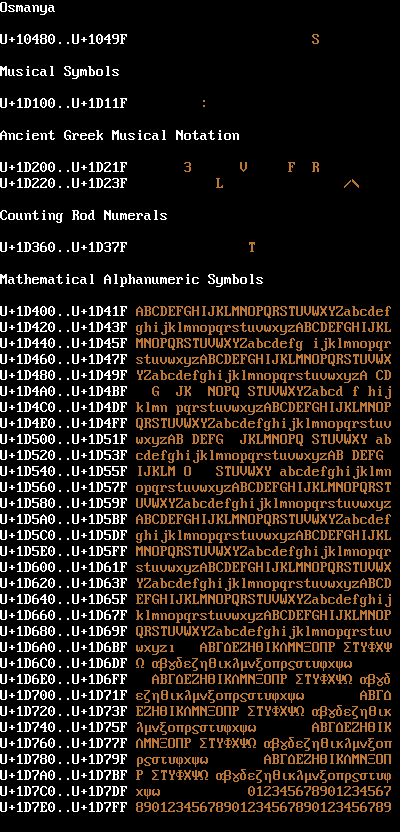 Osmanya
U+10480..U+1049F S
Musical Symbols
U+1D100..U+1D11F :
Ancient Greek Musical Notation
U+1D200..U+1D21F 3 V F R
U+1D220..U+1D23F L /\
Counting Rod Numerals
U+1D360..U+1D37F T
Mathematical Alphanumeric Symbols
U+1D400..U+1D41F ABCDEFGHIJKLMNOPQRSTUVWXYZabcdef
U+1D420..U+1D43F ghijklmnopqrstuvwxyzABCDEFGHIJKL
U+1D440..U+1D45F MNOPQRSTUVWXYZabcdefg ijklmnopqr
U+1D460..U+1D47F stuvwxyzABCDEFGHIJKLMNOPQRSTUVWX
U+1D480..U+1D49F YZabcdefghijklmnopqrstuvwxyzA CD
U+1D4A0..U+1D4BF   G  JK  NOPQ STUVWXYZabcd f hij
U+1D4C0..U+1D4DF klmn pqrstuvwxyzABCDEFGHIJKLMNOP
U+1D4E0..U+1D4FF QRSTUVWXYZabcdefghijklmnopqrstuv
U+1D500..U+1D51F wxyzAB DEFG  JKLMNOPQ STUVWXY ab
U+1D520..U+1D53F cdefghijklmnopqrstuvwxyzAB DEFG
U+1D540..U+1D55F IJKLM O   STUVWXY abcdefghijklmn
U+1D560..U+1D57F opqrstuvwxyzABCDEFGHIJKLMNOPQRST
U+1D580..U+1D59F UVWXYZabcdefghijklmnopqrstuvwxyz
U+1D5A0..U+1D5BF ABCDEFGHIJKLMNOPQRSTUVWXYZabcdef
U+1D5C0..U+1D5DF ghijklmnopqrstuvwxyzABCDEFGHIJKL
U+1D5E0..U+1D5FF MNOPQRSTUVWXYZabcdefghijklmnopqr
U+1D600..U+1D61F stuvwxyzABCDEFGHIJKLMNOPQRSTUVWX
U+1D620..U+1D63F YZabcdefghijklmnopqrstuvwxyzABCD
U+1D640..U+1D65F EFGHIJKLMNOPQRSTUVWXYZabcdefghij
U+1D660..U+1D67F klmnopqrstuvwxyzABCDEFGHIJKLMNOP
U+1D680..U+1D69F QRSTUVWXYZabcdefghijklmnopqrstuv
U+1D6A0..U+1D6BF wxyzı   ΑΒΓΔΕΖΗΘΙΚΛΜΝΞΟΠΡ ΣΤΥΦΧΨ
U+1D6C0..U+1D6DF Ω αβγδεζηθικλμνξοπρςστυφχψω
U+1D6E0..U+1D6FF   ΑΒΓΔΕΖΗΘΙΚΛΜΝΞΟΠΡ ΣΤΥΦΧΨΩ αβγδ
U+1D700..U+1D71F εζηθικλμνξοπρςστυφχψω       ΑΒΓΔ
U+1D720..U+1D73F ΕΖΗΘΙΚΛΜΝΞΟΠΡ ΣΤΥΦΧΨΩ αβγδεζηθικ
U+1D740..U+1D75F λμνξοπρςστυφχψω       ΑΒΓΔΕΖΗΘΙΚ
U+1D760..U+1D77F ΛΜΝΞΟΠΡ ΣΤΥΦΧΨΩ αβγδεζηθικλμνξοπ
U+1D780..U+1D79F ρςστυφχψω       ΑΒΓΔΕΖΗΘΙΚΛΜΝΞΟΠ
U+1D7A0..U+1D7BF Ρ ΣΤΥΦΧΨΩ αβγδεζηθικλμνξοπρςστυφ
U+1D7C0..U+1D7DF χψω           012345678901234567
U+1D7E0..U+1D7FF 89012345678901234567890123456789